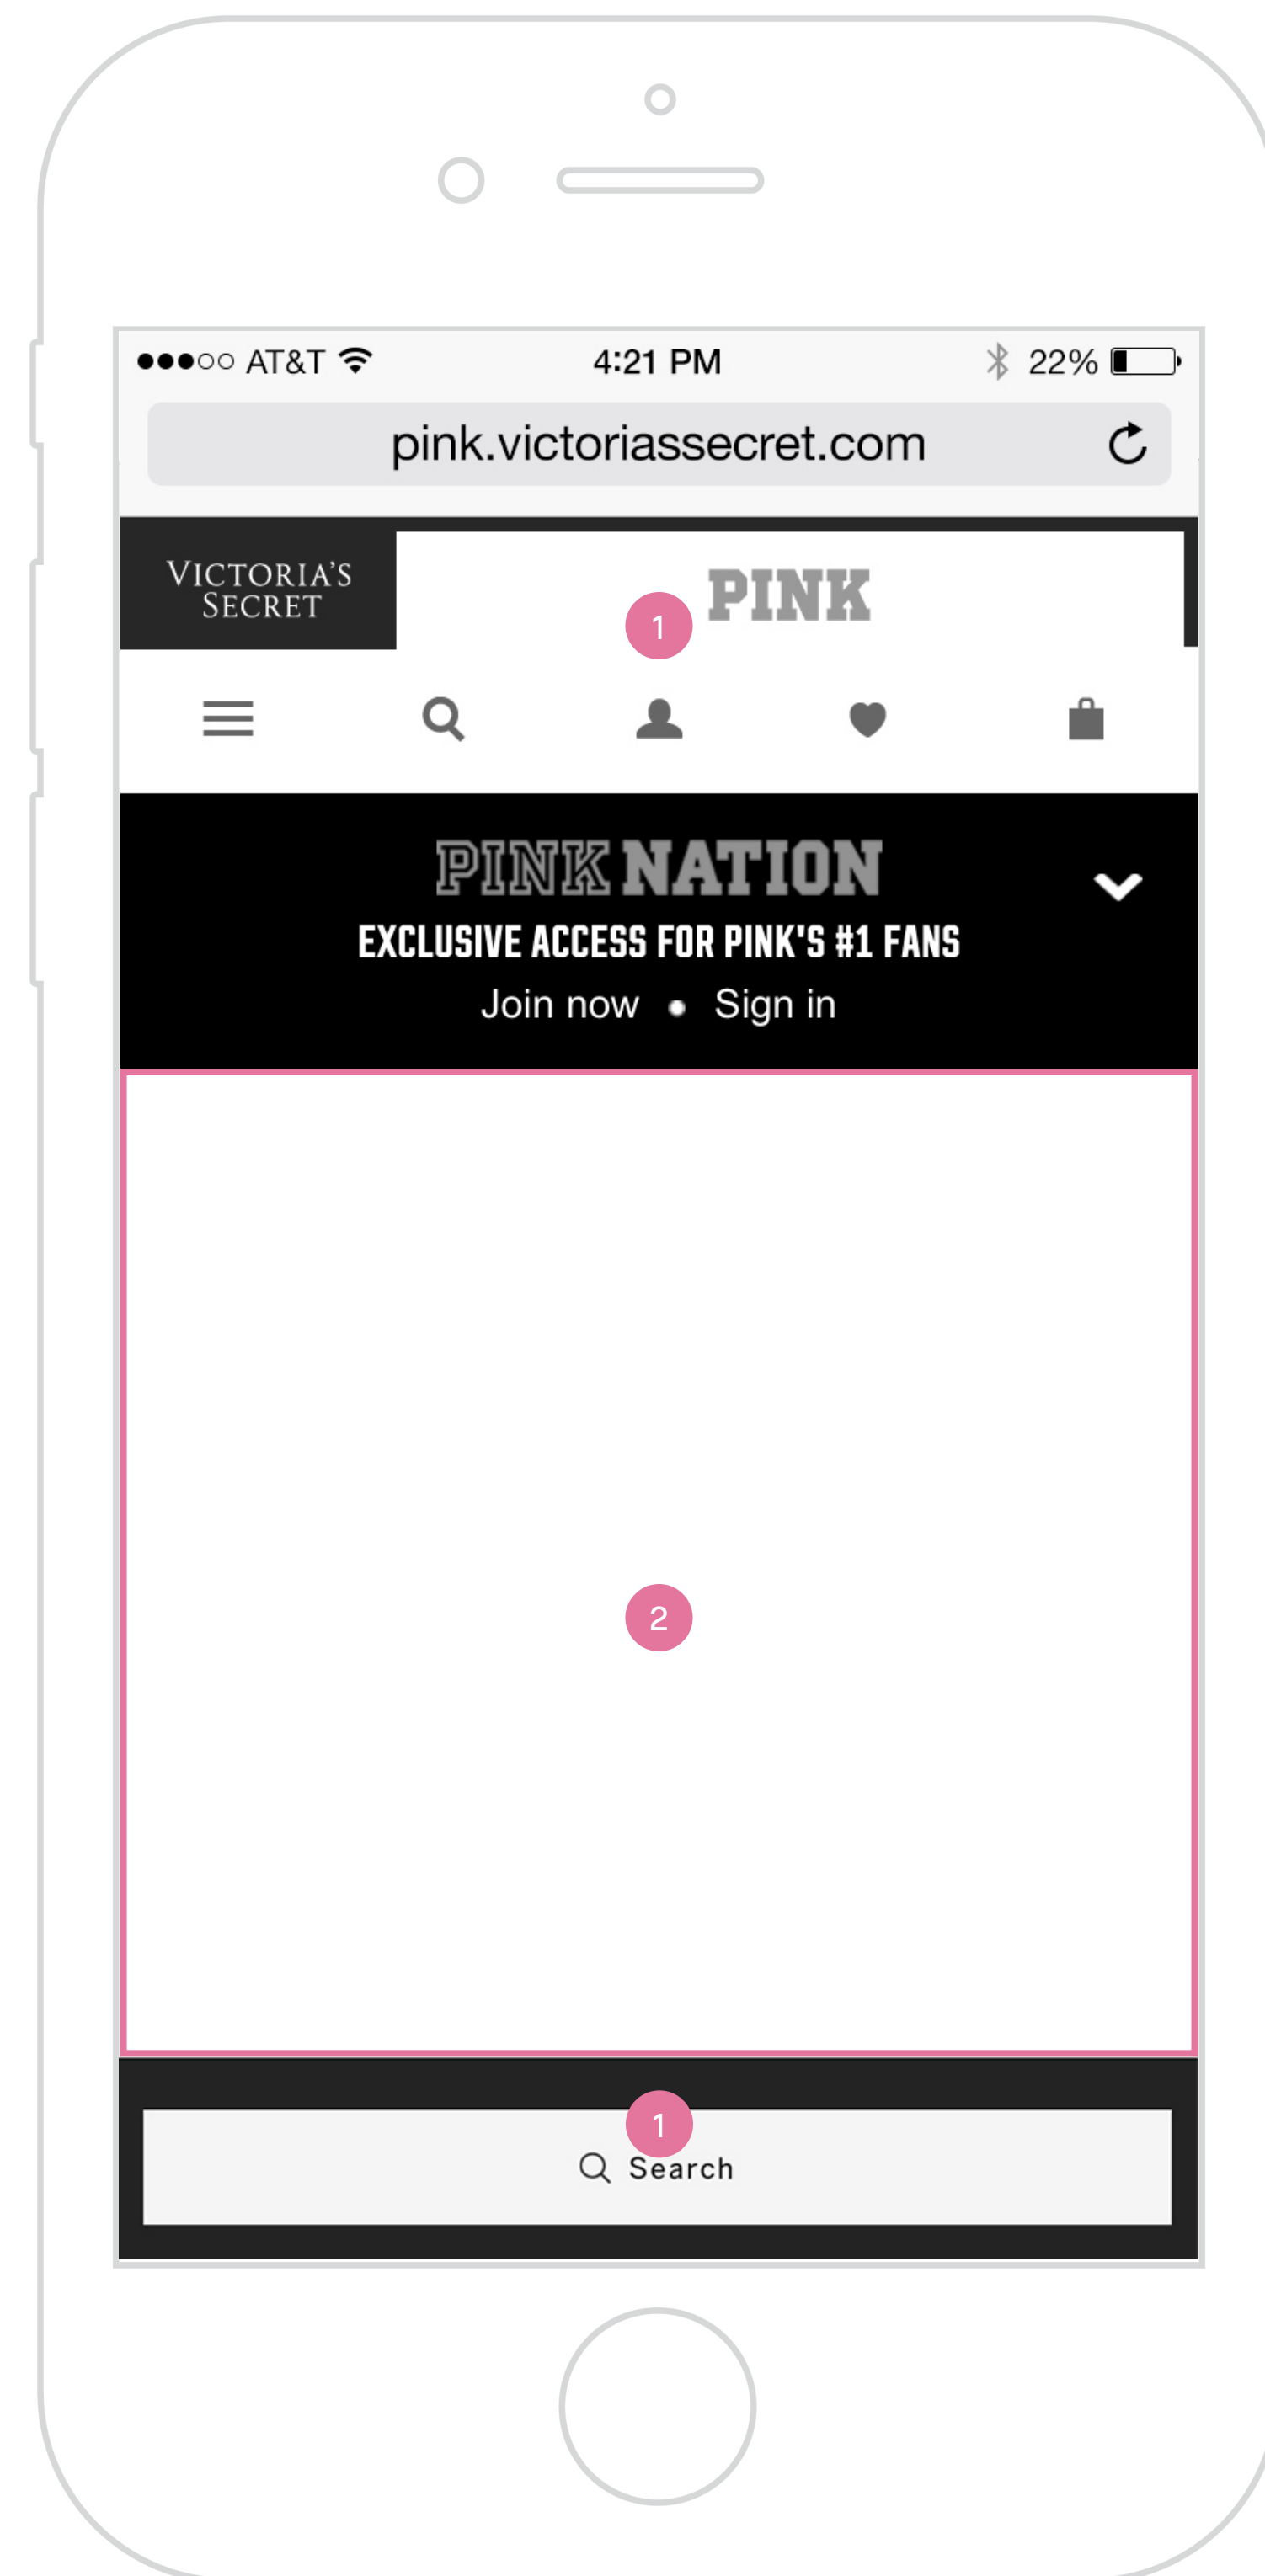 AT&T 4:21 PM 22%
pink.victoriassecret.com
VICTORIA'S
SECRET
PINK
1
PINK NATION
EXCLUSIVE ACCESS FOR PINK'S #1 FANS
Join now • Sign in
2
1
Search